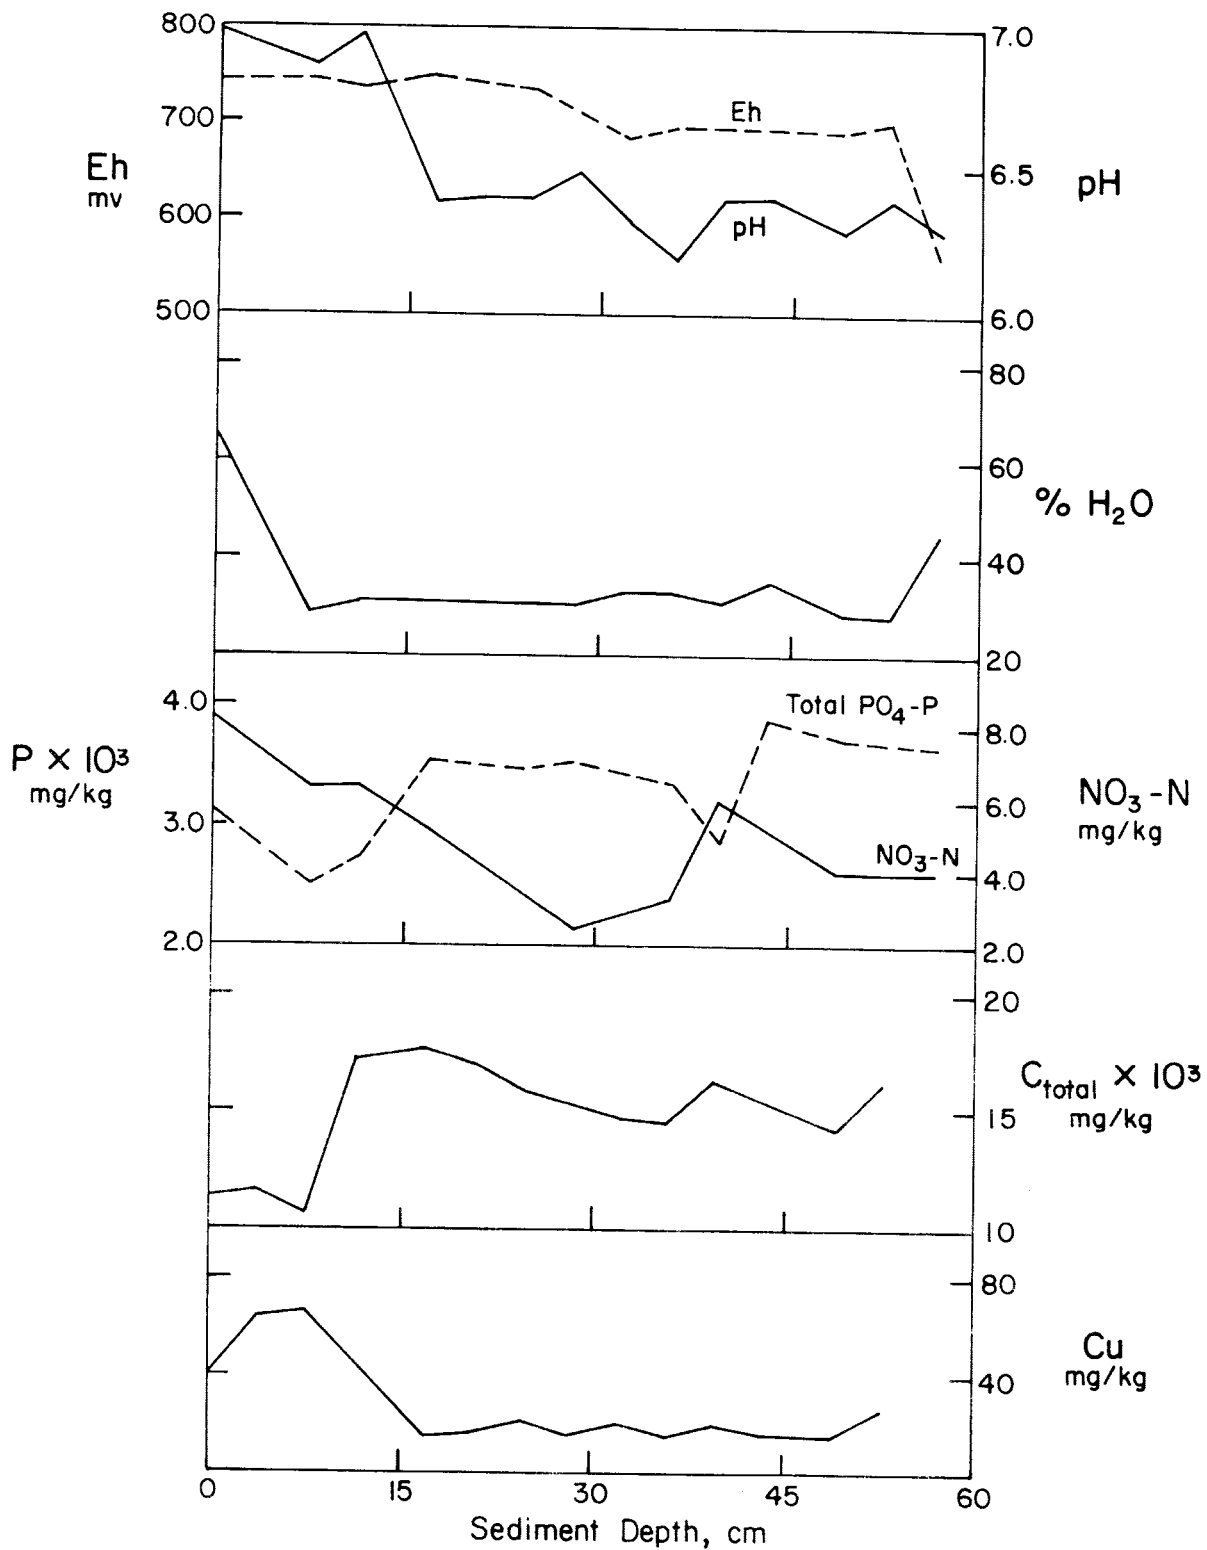 800
7.0
700
Eh
Eh
mv
6.5
pH
600
pH
500
6.0
80
60
% H₂O
40
20
4.0
Total PO₄-P
8.0
P × 10³
mg/kg
NO₃-N
mg/kg
6.0
3.0
NO₃-N
4.0
2.0
2.0
20
C_total × 10³
mg/kg
15
10
80
Cu
mg/kg
40
0 15 30 45 60
Sediment Depth, cm